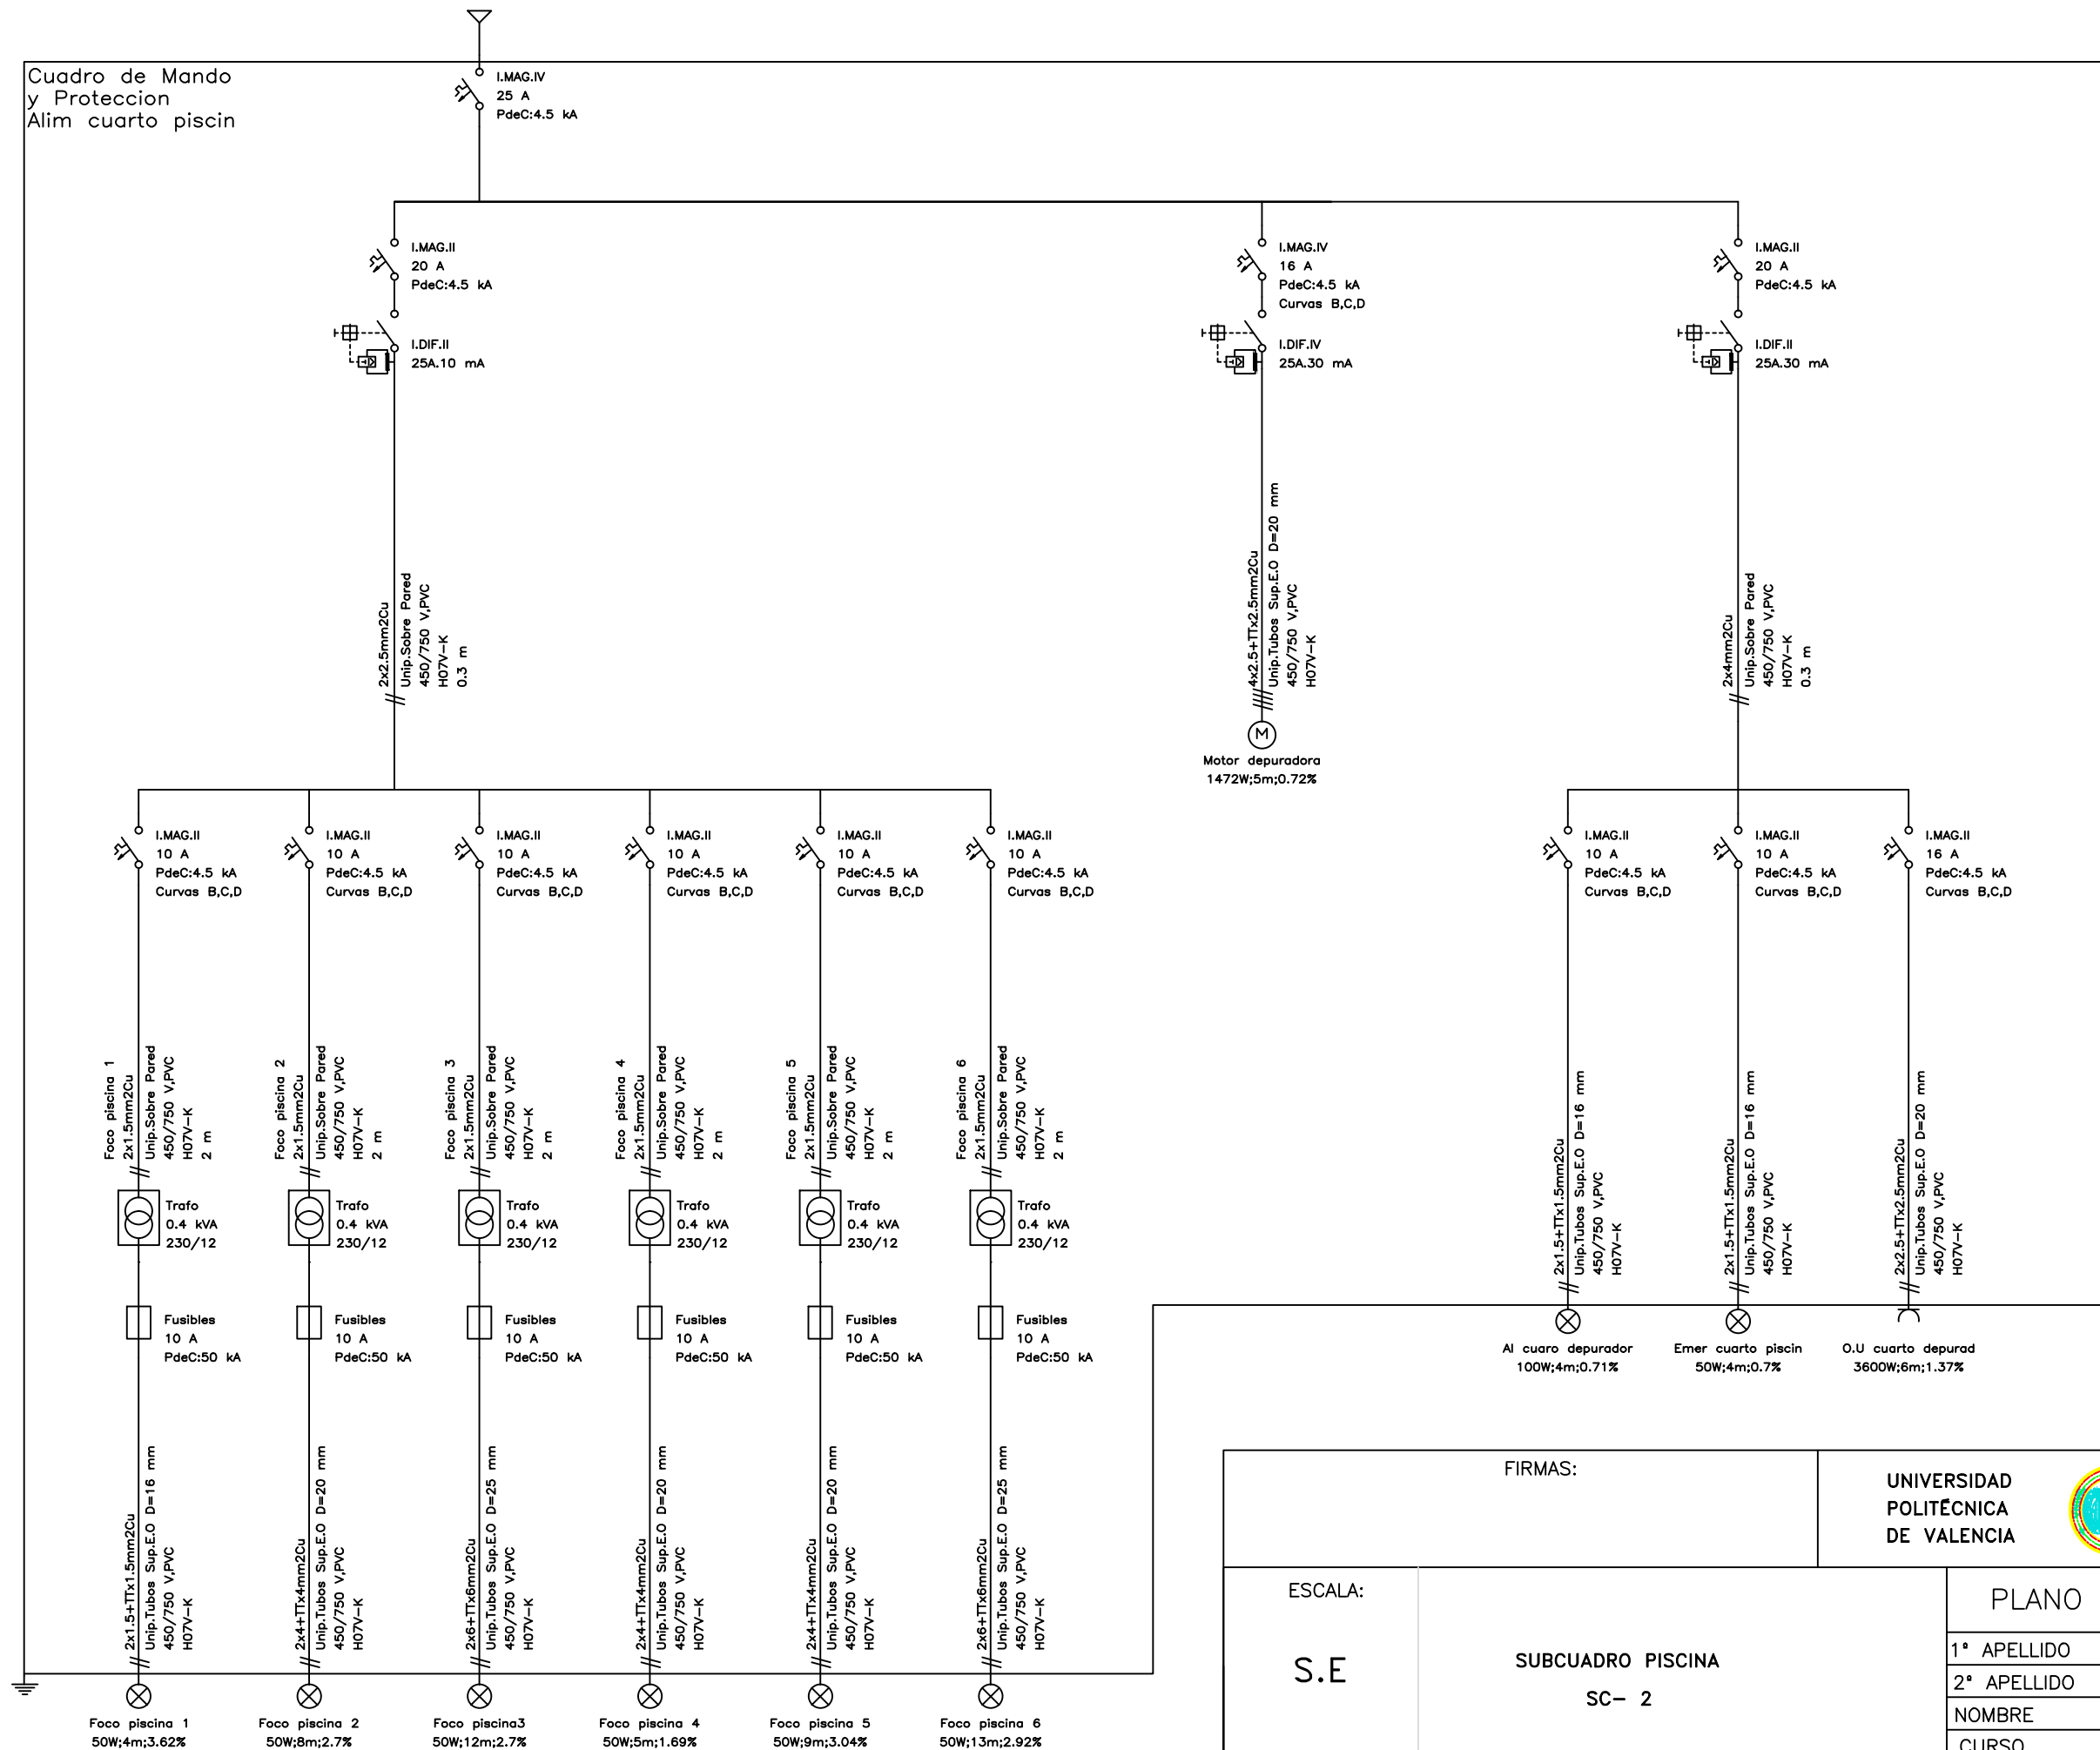 Cuadro de Mando
y Proteccion
Alim cuarto piscin
I.MAG.IV
25 A
PdeC:4.5 kA
I.MAG.II
20 A
PdeC:4.5 kA
I.DIF.II
25A.10 mA
I.MAG.IV
16 A
PdeC:4.5 kA
Curvas B,C,D
I.DIF.IV
25A.30 mA
I.MAG.II
20 A
PdeC:4.5 kA
I.DIF.II
25A.30 mA
2x2.5mm2Cu
Unip.Sobre Pared
450/750 V,PVC
H07V-K
0.3 m
4x2.5+TTx2.5mm2Cu
Unip.Tubos Sup.E.O D=20 mm
450/750 V,PVC
H07V-K
Motor depuradora
1472W;5m;0.72%
M
2x4mm2Cu
Unip.Sobre Pared
450/750 V,PVC
H07V-K
0.3 m
I.MAG.II
10 A
PdeC:4.5 kA
Curvas B,C,D
I.MAG.II
10 A
PdeC:4.5 kA
Curvas B,C,D
I.MAG.II
10 A
PdeC:4.5 kA
Curvas B,C,D
I.MAG.II
10 A
PdeC:4.5 kA
Curvas B,C,D
I.MAG.II
10 A
PdeC:4.5 kA
Curvas B,C,D
I.MAG.II
10 A
PdeC:4.5 kA
Curvas B,C,D
I.MAG.II
10 A
PdeC:4.5 kA
Curvas B,C,D
I.MAG.II
10 A
PdeC:4.5 kA
Curvas B,C,D
I.MAG.II
16 A
PdeC:4.5 kA
Curvas B,C,D
Foco piscina 1
2x1.5mm2Cu
Unip.Sobre Pared
450/750 V,PVC
H07V-K
2 m
Foco piscina 2
2x1.5mm2Cu
Unip.Sobre Pared
450/750 V,PVC
H07V-K
2 m
Foco piscina 3
2x1.5mm2Cu
Unip.Sobre Pared
450/750 V,PVC
H07V-K
2 m
Foco piscina 4
2x1.5mm2Cu
Unip.Sobre Pared
450/750 V,PVC
H07V-K
2 m
Foco piscina 5
2x1.5mm2Cu
Unip.Sobre Pared
450/750 V,PVC
H07V-K
2 m
Foco piscina 6
2x1.5mm2Cu
Unip.Sobre Pared
450/750 V,PVC
H07V-K
2 m
Trafo
0.4 kVA
230/12
Trafo
0.4 kVA
230/12
Trafo
0.4 kVA
230/12
Trafo
0.4 kVA
230/12
Trafo
0.4 kVA
230/12
Trafo
0.4 kVA
230/12
Fusibles
10 A
PdeC:50 kA
Fusibles
10 A
PdeC:50 kA
Fusibles
10 A
PdeC:50 kA
Fusibles
10 A
PdeC:50 kA
Fusibles
10 A
PdeC:50 kA
Fusibles
10 A
PdeC:50 kA
2x1.5+TTx1.5mm2Cu
Unip.Tubos Sup.E.O D=16 mm
450/750 V,PVC
H07V-K
2x1.5+TTx1.5mm2Cu
Unip.Tubos Sup.E.O D=16 mm
450/750 V,PVC
H07V-K
2x2.5+TTx2.5mm2Cu
Unip.Tubos Sup.E.O D=20 mm
450/750 V,PVC
H07V-K
Al cuaro depurador
100W;4m;0.71%
Emer cuarto piscin
50W;4m;0.7%
O.U cuarto depurad
3600W;6m;1.37%
2x1.5+TTx1.5mm2Cu
Unip.Tubos Sup.E.O D=16 mm
450/750 V,PVC
H07V-K
2x4+TTx4mm2Cu
Unip.Tubos Sup.E.O D=20 mm
450/750 V,PVC
H07V-K
2x6+TTx6mm2Cu
Unip.Tubos Sup.E.O D=25 mm
450/750 V,PVC
H07V-K
2x4+TTx4mm2Cu
Unip.Tubos Sup.E.O D=20 mm
450/750 V,PVC
H07V-K
2x4+TTx4mm2Cu
Unip.Tubos Sup.E.O D=20 mm
450/750 V,PVC
H07V-K
2x6+TTx6mm2Cu
Unip.Tubos Sup.E.O D=25 mm
450/750 V,PVC
H07V-K
Foco piscina 1
50W;4m;3.62%
Foco piscina 2
50W;8m;2.7%
Foco piscina3
50W;12m;2.7%
Foco piscina 4
50W;5m;1.69%
Foco piscina 5
50W;9m;3.04%
Foco piscina 6
50W;13m;2.92%
FIRMAS:
UNIVERSIDAD
POLITÉCNICA
DE VALENCIA
ESCALA:
S.E
SUBCUADRO PISCINA
SC- 2
PLANO
1ª APELLIDO
2ª APELLIDO
NOMBRE
CURSO